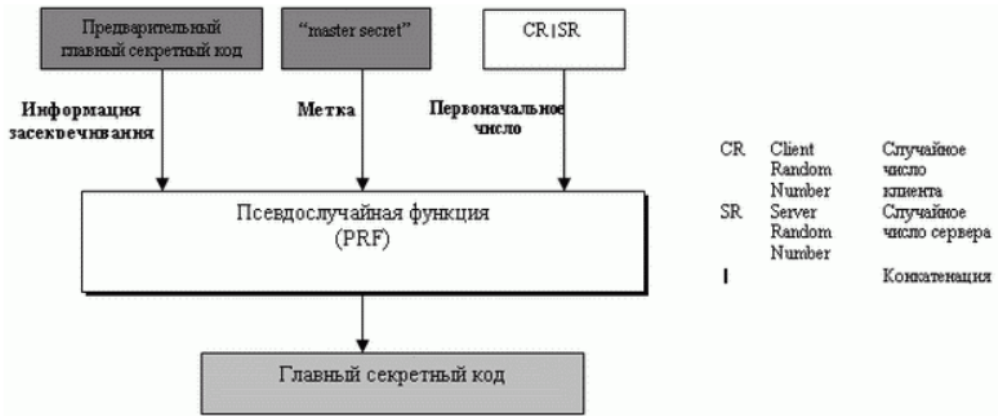 Предварительный
главный секретный код
“master secret”
CR|SR
Информация
засеквечивания
Метка
Первоначальное
число
Псевдослучайная функция
(PRF)
Главный секретный код
CR Client Случайное
Random число
Number клиента
SR Server Случайное
Random число сервера
Number
| Конкатенация